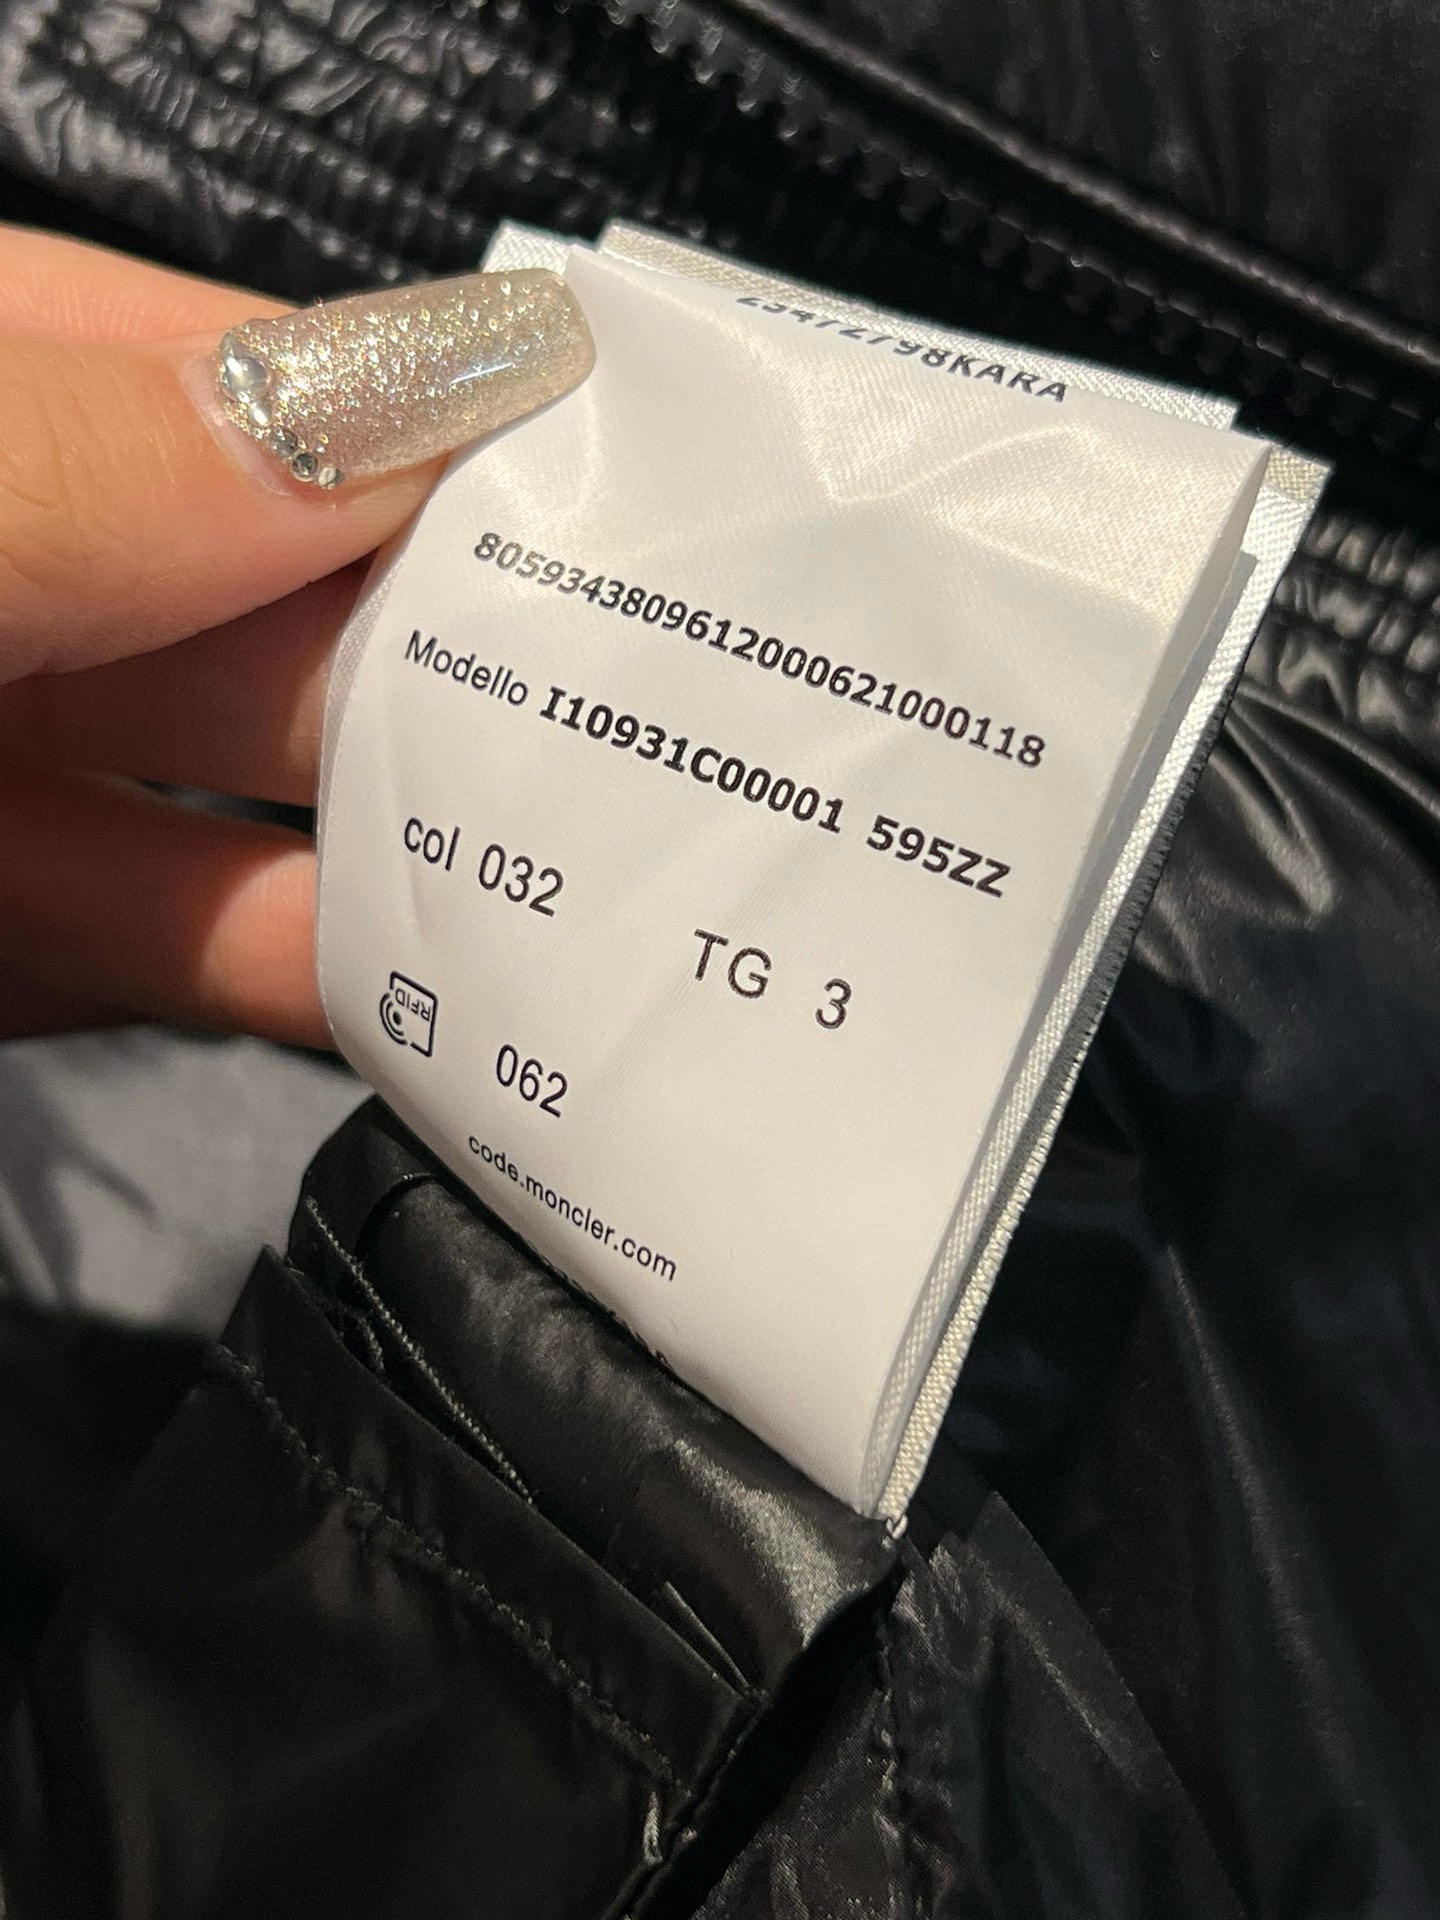 23472798KARA
8059343809612000621000118
Modello I10931C00001 595ZZ
col 032 TG 3
RFID
062
code.moncler.com